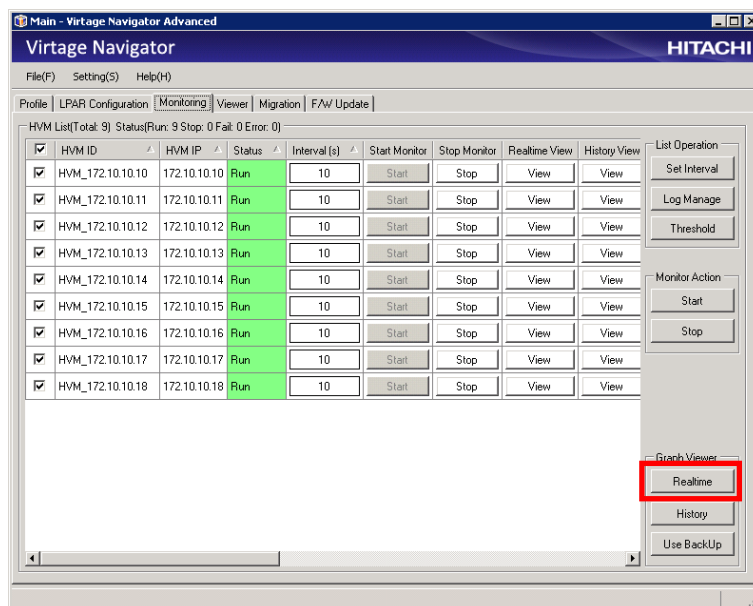 Main - Virtage Navigator Advanced
Virtage Navigator HITACHI
File(F) Setting(S) Help(H)
Profile LPAR Configuration Monitoring Viewer Migration F/W Update
HVM List(Total: 9) Status(Run: 9 Stop: 0 Fail: 0 Error: 0)
HVM ID HVM IP Status Interval (s) Start Monitor Stop Monitor Realtime View History View
HVM_172.10.10.10 172.10.10.10 Run 10 Start Stop View View
HVM_172.10.10.11 172.10.10.11 Run 10 Start Stop View View
HVM_172.10.10.12 172.10.10.12 Run 10 Start Stop View View
HVM_172.10.10.13 172.10.10.13 Run 10 Start Stop View View
HVM_172.10.10.14 172.10.10.14 Run 10 Start Stop View View
HVM_172.10.10.15 172.10.10.15 Run 10 Start Stop View View
HVM_172.10.10.16 172.10.10.16 Run 10 Start Stop View View
HVM_172.10.10.17 172.10.10.17 Run 10 Start Stop View View
HVM_172.10.10.18 172.10.10.18 Run 10 Start Stop View View
List Operation
Set Interval
Log Manage
Threshold
Monitor Action
Start
Stop
Graph Viewer
Realtime
History
Use BackUp